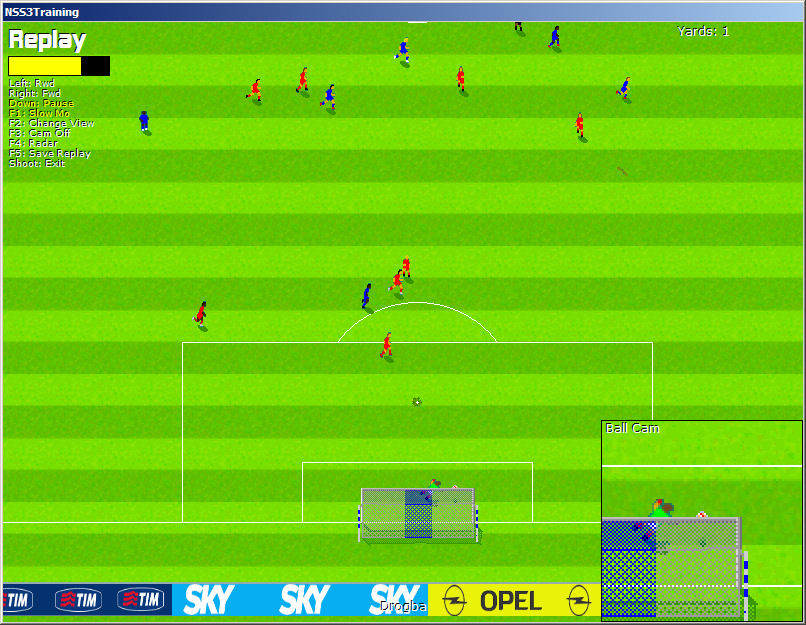 NSS3Training
Replay
Yards: 1
Left: Rwd
Right: Fwd
Down: Pause
F1: Slow Mo
F2: Change View
F3: Cam Off
F4: Radar
F5: Save Replay
Shoot: Exit
Ball Cam
TIM TIM TIM SKY SKY SKY OPEL
Drogba